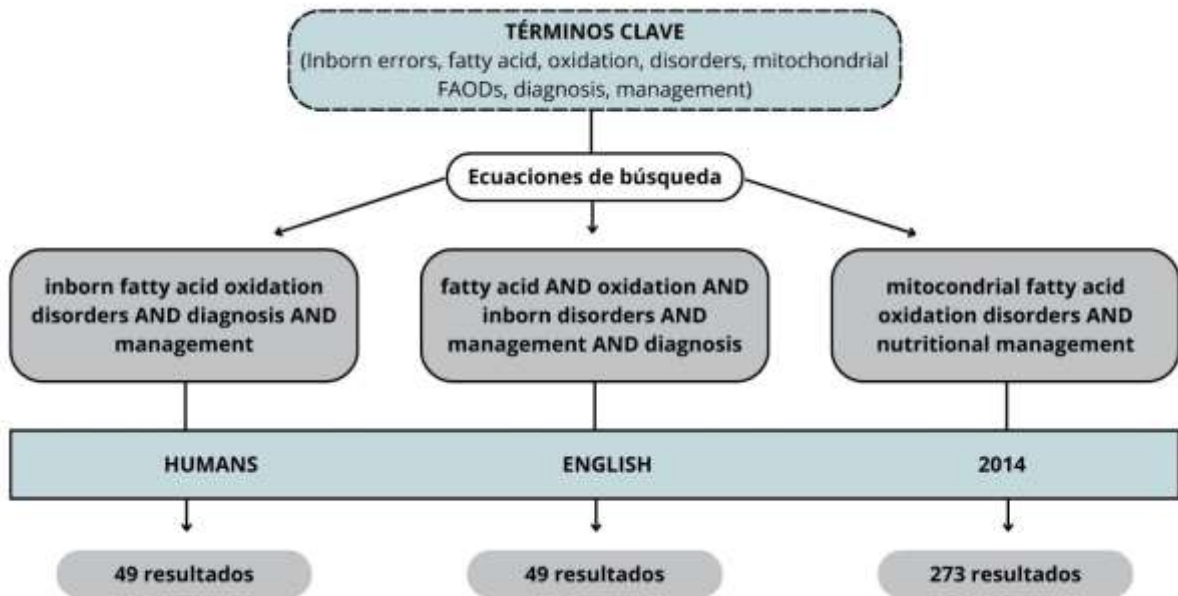 TÉRMINOS CLAVE
(Inborn errors, fatty acid, oxidation, disorders, mitochondrial
FAODs, diagnosis, management)
Ecuaciones de búsqueda
inborn fatty acid oxidation
disorders AND diagnosis AND
management
fatty acid AND oxidation AND
inborn disorders AND
management AND diagnosis
mitocondrial fatty acid
oxidation disorders AND
nutritional management
HUMANS
ENGLISH
2014
49 resultados
49 resultados
273 resultados